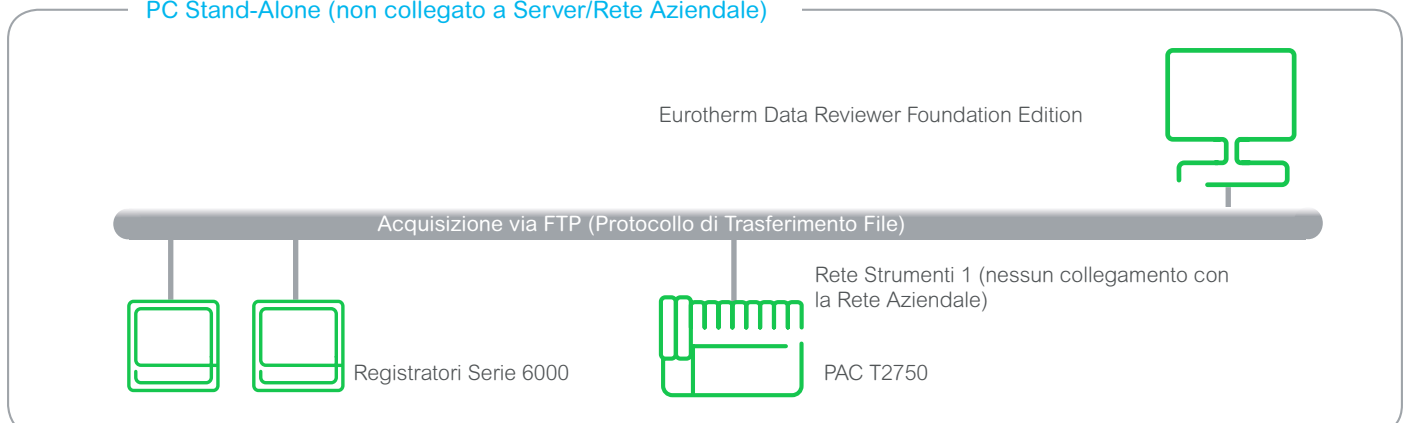 PC Stand-Alone (non collegato a Server/Rete Aziendale)
Eurotherm Data Reviewer Foundation Edition
Acquisizione via FTP (Protocollo di Trasferimento File)
Rete Strumenti 1 (nessun collegamento con
la Rete Aziendale)
Registratori Serie 6000
PAC T2750